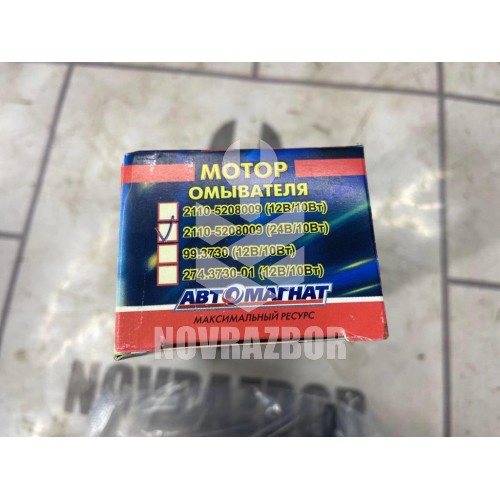 МОТОР
ОМЫВАТЕЛЯ
2110-5208009 (12В/10Вт)
2110-5208009 (24В/10Вт)
99.3730 (12В/10Вт)
274.3730-01 (12В/10Вт)
АВТОМАГНАТ
МАКСИМАЛЬНЫЙ РЕСУРС
NOVRAZBOR
NOVRAZBOR